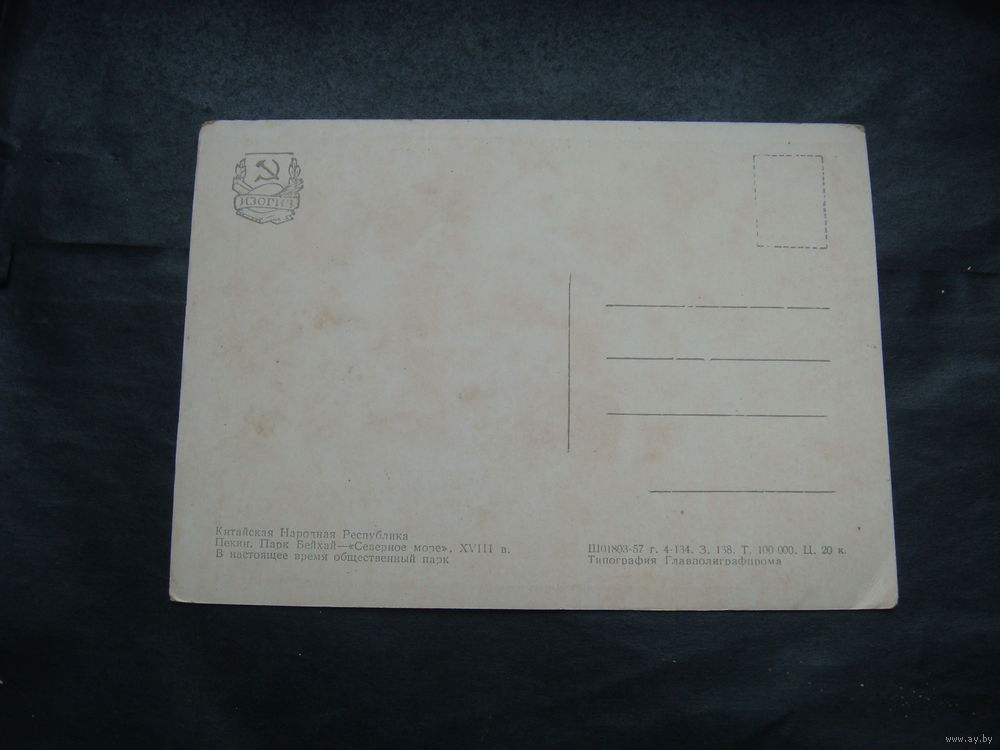 ИЗОГИЗ
Китайская Народная Республика
Пекин. Парк Бейхай—«Северное море», XVIII в.
В настоящее время общественный парк
Ш01803-57 г. 4-134. З. 138. Т. 100 000. Ц. 20 к.
Типография Главполиграфпрома
www.ay.by